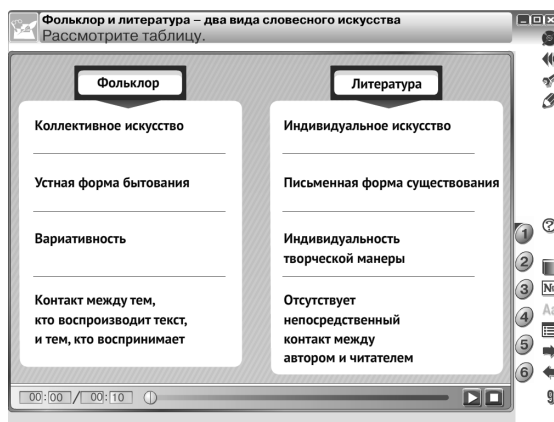 Фольклор и литература – два вида словесного искусства
Рассмотрите таблицу.
Фольклор
Литература
Коллективное искусство
Индивидуальное искусство
Устная форма бытования
Письменная форма существования
Вариативность
Индивидуальность
творческой манеры
Контакт между тем,
кто воспроизводит текст,
и тем, кто воспринимает
Отсутствует
непосредственный
контакт между
автором и читателем
1
2
3
4
5
6
00:00 / 00:10